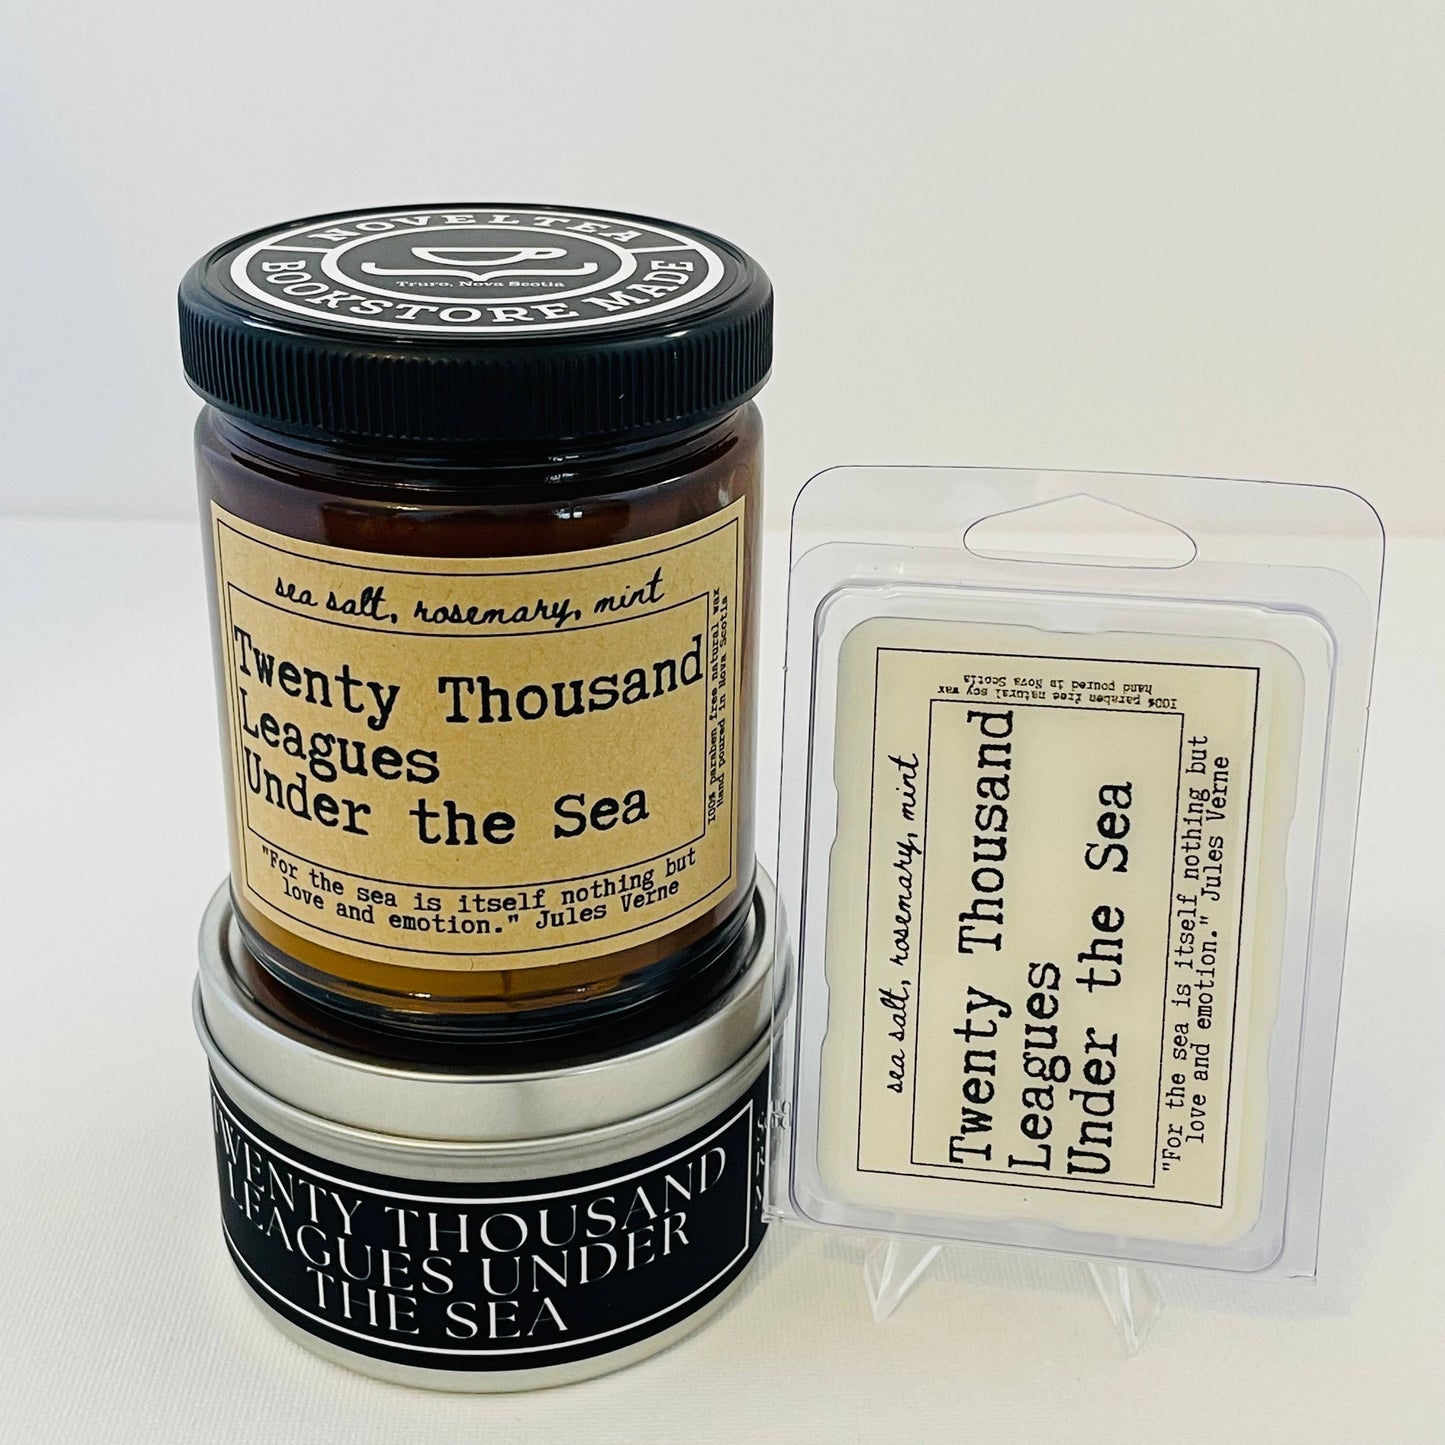 NOVELTEA
Truro, Nova Scotia
BOOKSTORE MADE
sea salt, rosemary, mint
Twenty Thousand
Leagues
Under the Sea
100% paraben free natural wax
Hand poured in Nova Scotia
"For the sea is itself nothing but
love and emotion." Jules Verne
TWENTY THOUSAND
LEAGUES UNDER
THE SEA
sea salt, rosemary, mint
Twenty Thousand
Leagues
Under the Sea
"For the sea is itself nothing but
love and emotion." Jules Verne
100% paraben free natural soy wax
hand poured in Nova Scotia